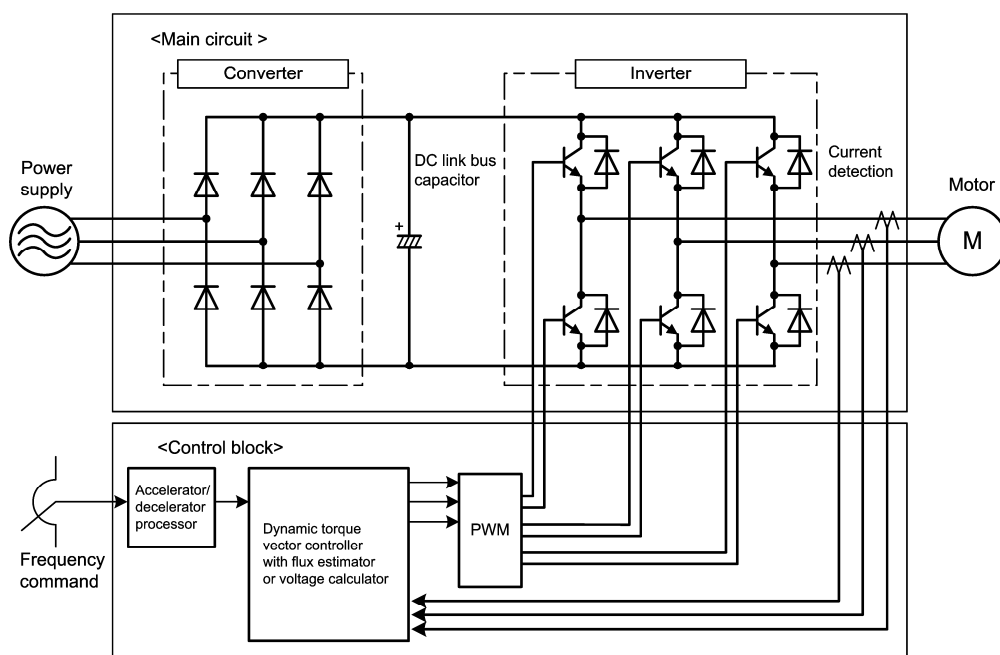 <Main circuit >
Converter
Inverter
Power
supply
DC link bus
capacitor
+
Current
detection
Motor
M
<Control block>
Accelerator/
decelerator
processor
Dynamic torque
vector controller
with flux estimator
or voltage calculator
PWM
Frequency
command